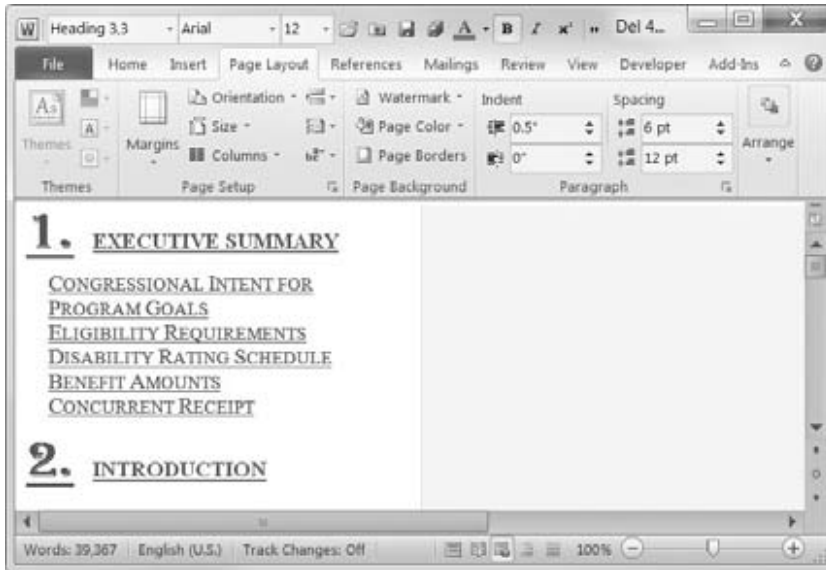 W Heading 3,3 Arial 12 A B I x² Del 4...
File Home Insert Page Layout References Mailings Review View Developer Add-Ins
Aa Orientation Watermark Indent Spacing
A Size Page Color 0.5" 6 pt
Themes Margins Columns Page Borders 0" 12 pt Arrange
Themes Page Setup Page Background Paragraph
1. EXECUTIVE SUMMARY
CONGRESSIONAL INTENT FOR
PROGRAM GOALS
ELIGIBILITY REQUIREMENTS
DISABILITY RATING SCHEDULE
BENEFIT AMOUNTS
CONCURRENT RECEIPT
2. INTRODUCTION
Words: 39,367 English (U.S.) Track Changes: Off 100%